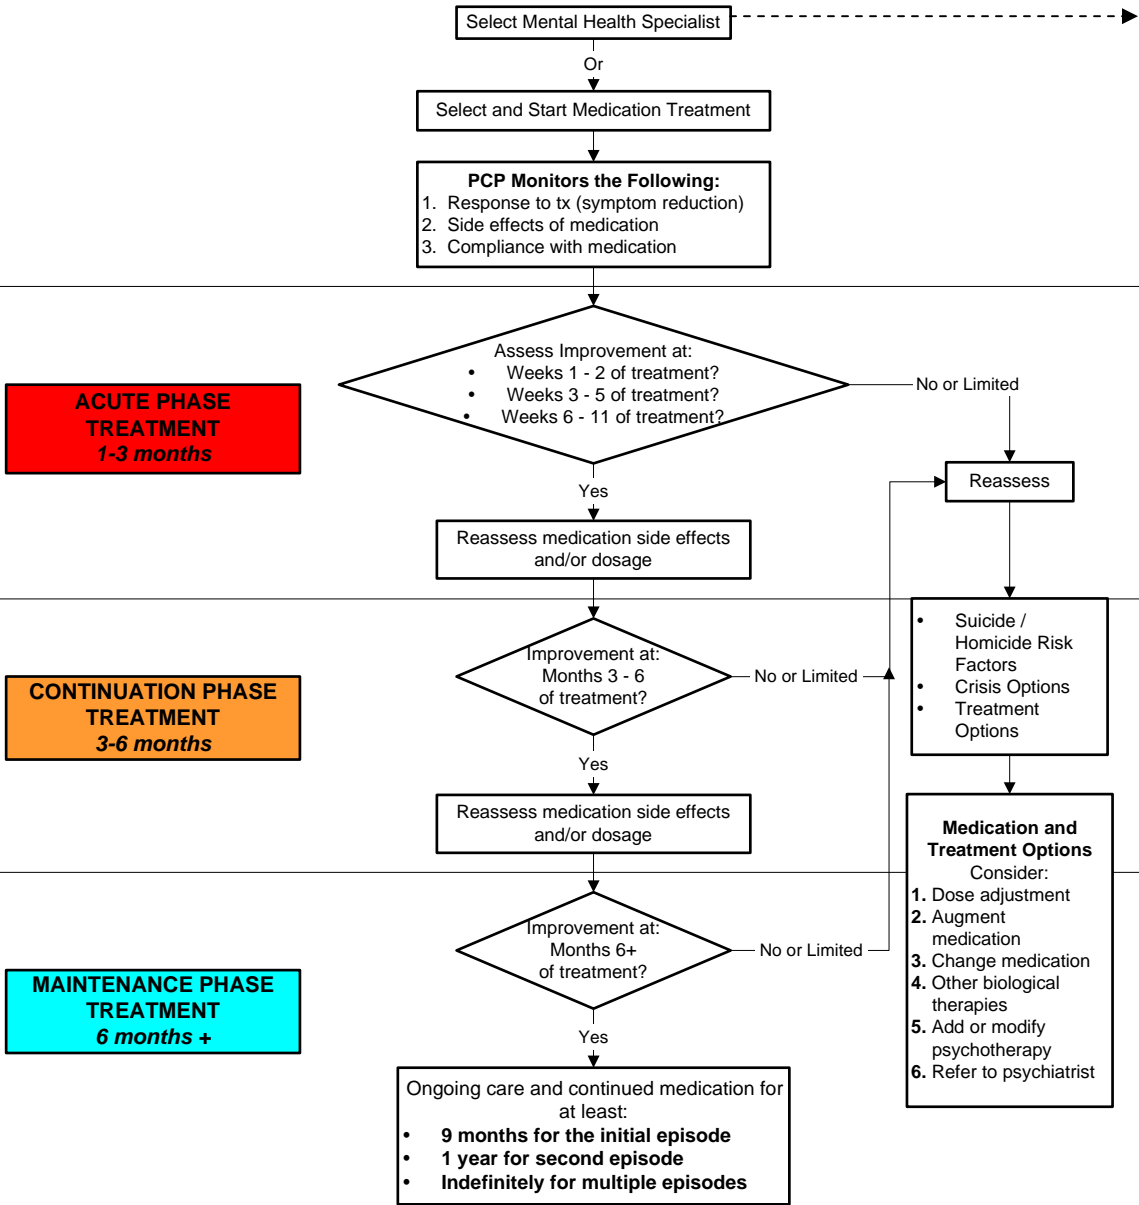 Select Mental Health Specialist
Or
Select and Start Medication Treatment
PCP Monitors the Following:
1. Response to tx (symptom reduction)
2. Side effects of medication
3. Compliance with medication
ACUTE PHASE
TREATMENT
1-3 months
Assess Improvement at:
• Weeks 1 - 2 of treatment?
• Weeks 3 - 5 of treatment?
• Weeks 6 - 11 of treatment?
No or Limited
Yes
Reassess
Reassess medication side effects
and/or dosage
CONTINUATION PHASE
TREATMENT
3-6 months
Improvement at:
Months 3 - 6
of treatment?
No or Limited
Yes
• Suicide /
Homicide Risk
Factors
• Crisis Options
• Treatment
Options
Reassess medication side effects
and/or dosage
Medication and
Treatment Options
Consider:
1. Dose adjustment
2. Augment
medication
3. Change medication
4. Other biological
therapies
5. Add or modify
psychotherapy
6. Refer to psychiatrist
MAINTENANCE PHASE
TREATMENT
6 months +
Improvement at:
Months 6+
of treatment?
No or Limited
Yes
Ongoing care and continued medication for
at least:
• 9 months for the initial episode
• 1 year for second episode
• Indefinitely for multiple episodes